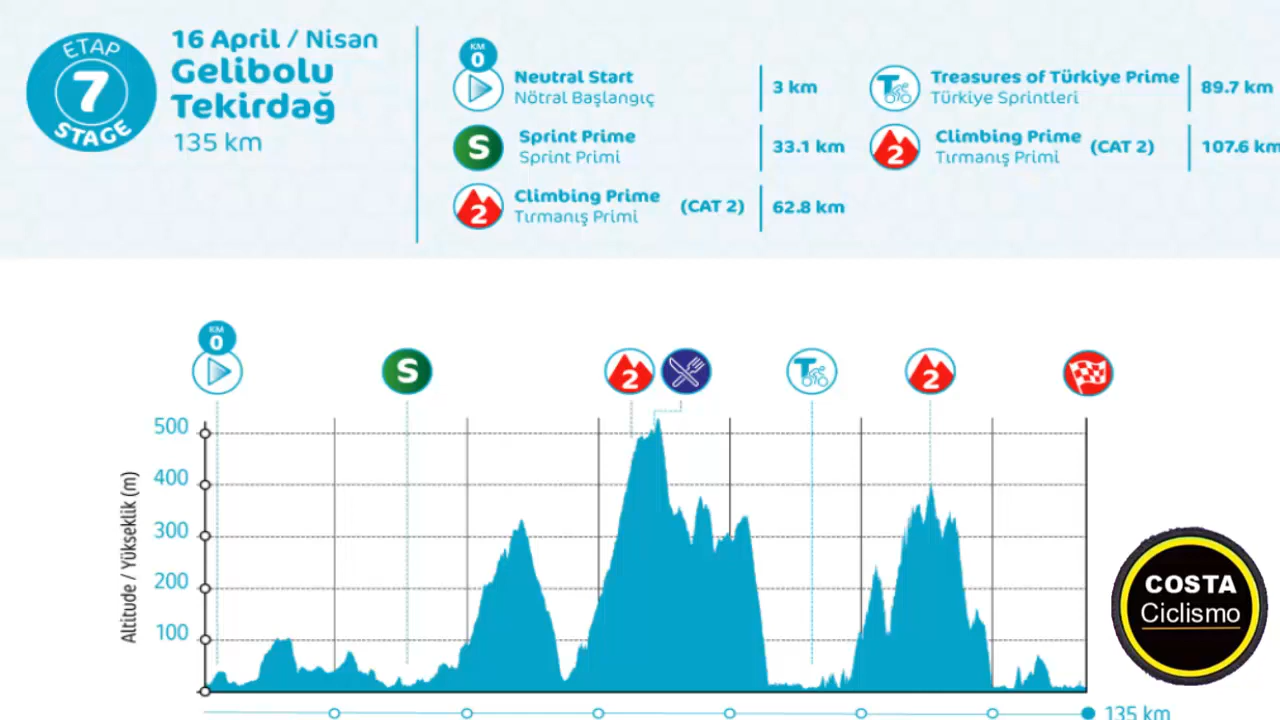 ETAP
7
STAGE
16 April / Nisan
Gelibolu
Tekirdağ
135 km
KM
0
Neutral Start
Nötral Başlangıç
3 km
S
Sprint Prime
Sprint Primi
33.1 km
2
Climbing Prime (CAT 2)
Tırmanış Primi
62.8 km
T
Treasures of Türkiye Prime
Türkiye Sprintleri
89.7 km
2
Climbing Prime (CAT 2)
Tırmanış Primi
107.6 km
KM
0
S
2
T
2
500
400
300
200
100
Altitude / Yükseklik (m)
COSTA
Ciclismo
135 km